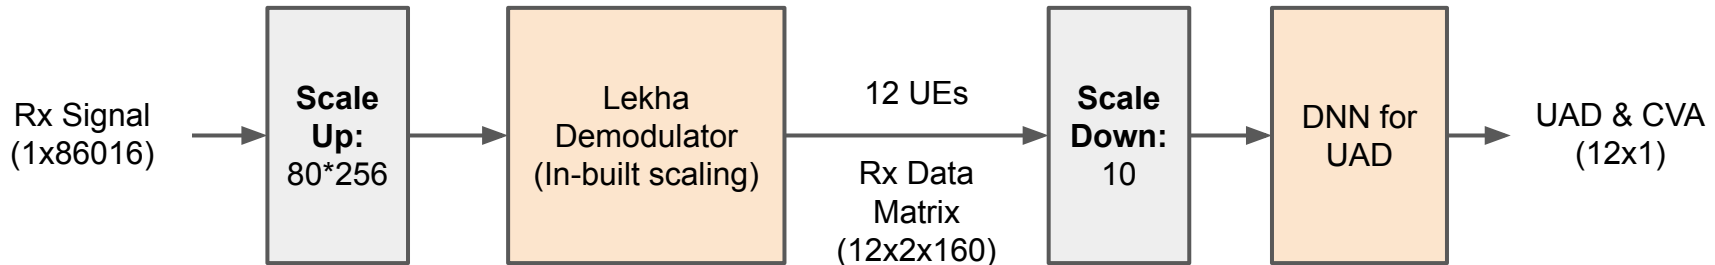 Rx Signal
(1x86016)
Scale
Up:
80*256
Lekha
Demodulator
(In-built scaling)
12 UEs
Rx Data
Matrix
(12x2x160)
Scale
Down:
10
DNN for
UAD
UAD & CVA
(12x1)